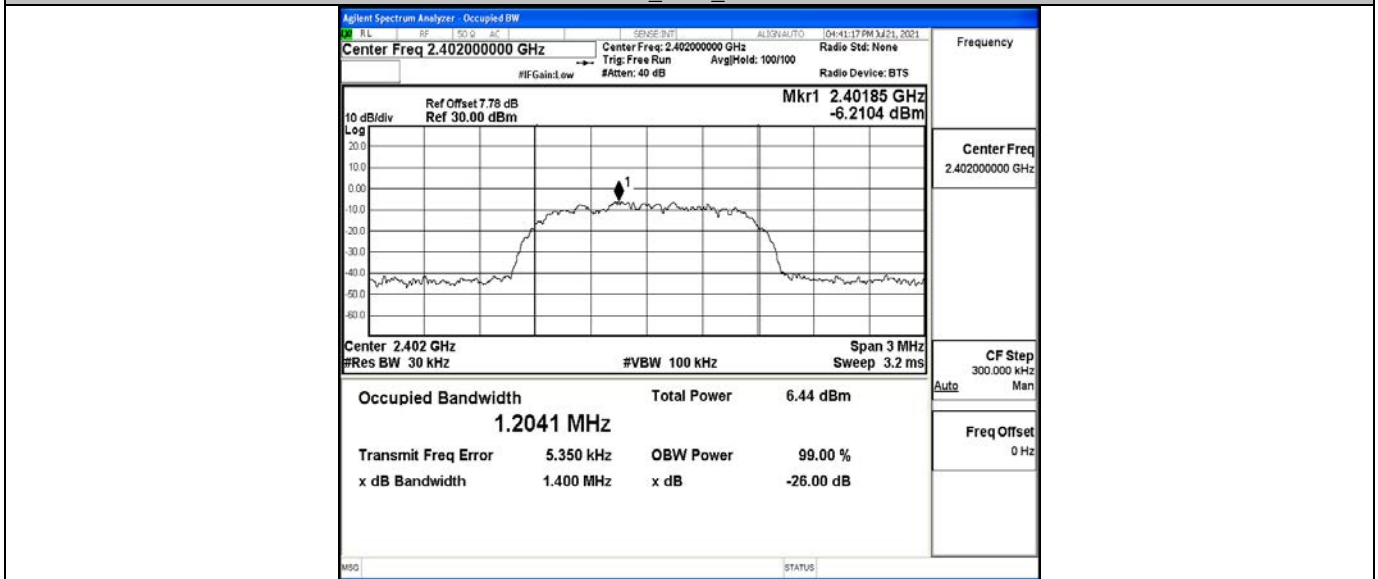 Agilent Spectrum Analyzer - Occupied BW
RL RF 50 Ω AC SENSE:INT ALIGN AUTO 04:41:17 PM Jul 21, 2021
Center Freq 2.402000000 GHz
Center Freq: 2.402000000 GHz Radio Std: None
Trig: Free Run Avg|Hold: 100/100
#IFGain:Low #Atten: 40 dB Radio Device: BTS
Frequency
Mkr1 2.40185 GHz
-6.2104 dBm
Ref Offset 7.78 dB
10 dB/div Ref 30.00 dBm
Log
20.0
10.0
0.00
-10.0
-20.0
-30.0
-40.0
-50.0
-60.0
1
Center 2.402 GHz Span 3 MHz
#Res BW 30 kHz #VBW 100 kHz Sweep 3.2 ms
Occupied Bandwidth Total Power 6.44 dBm
1.2041 MHz
Transmit Freq Error 5.350 kHz OBW Power 99.00 %
x dB Bandwidth 1.400 MHz x dB -26.00 dB
Center Freq
2.402000000 GHz
CF Step
300.000 kHz
Auto Man
Freq Offset
0 Hz
MSG STATUS